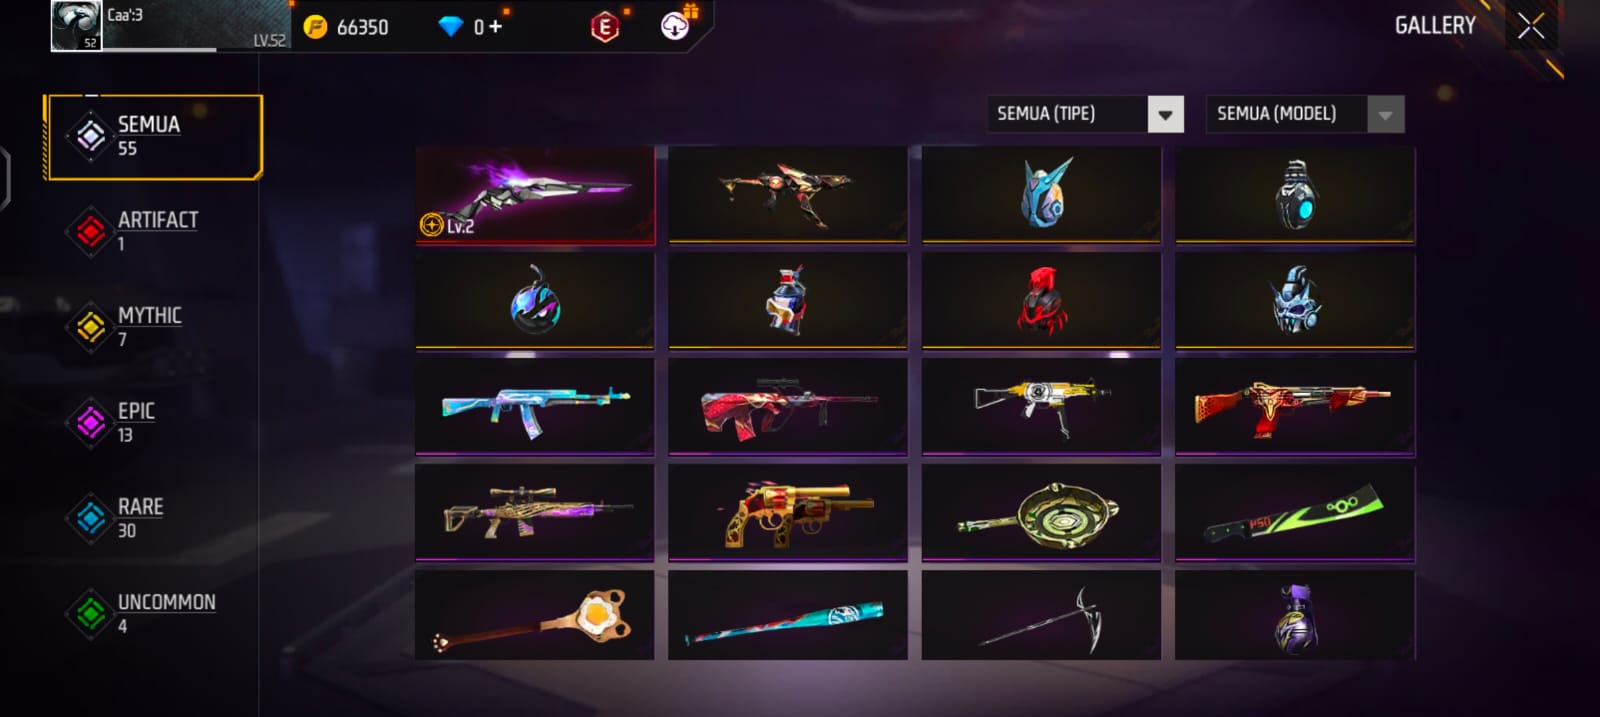 Caa':3
52
LV.52
66350
0 +
E
GALLERY
SEMUA
55
ARTIFACT
1
MYTHIC
7
EPIC
13
RARE
30
UNCOMMON
4
SEMUA (TIPE)
SEMUA (MODEL)
Lv.2